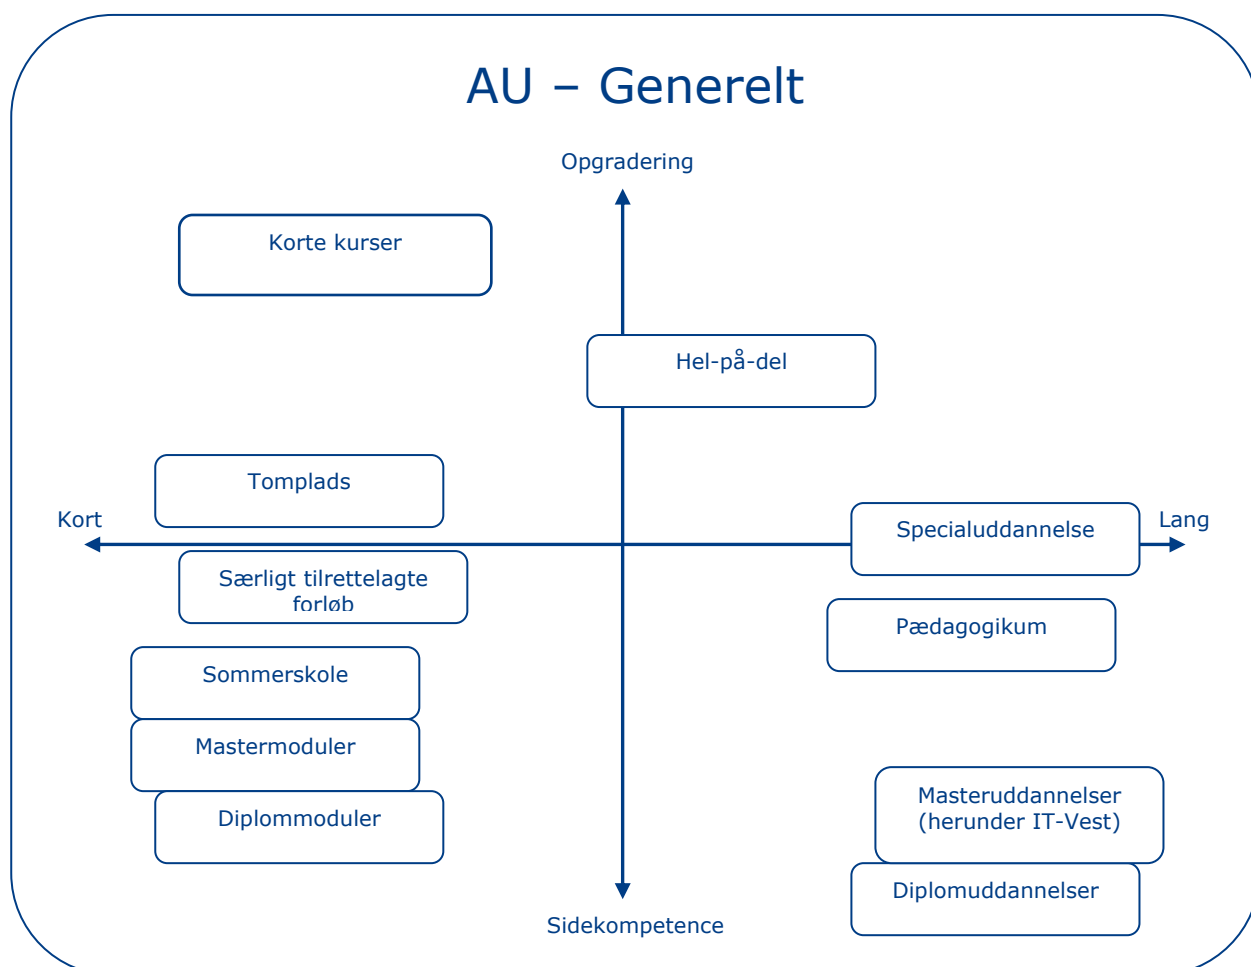 AU – Generelt
Opgradering
Korte kurser
Hel-på-del
Tomplads
Kort
Specialuddannelse
Lang
Særligt tilrettelagte
forløb
Pædagogikum
Sommerskole
Mastermoduler
Masteruddannelser
(herunder IT-Vest)
Diplommoduler
Diplomuddannelser
Sidekompetence